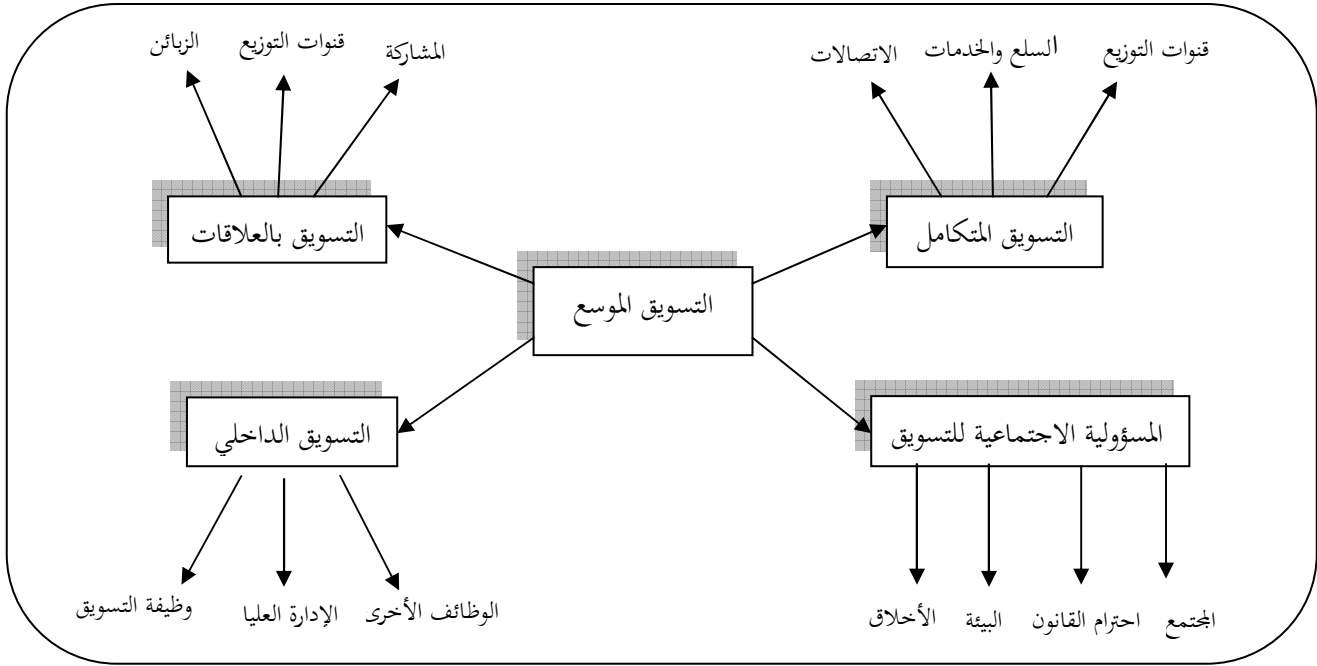 قنوات التوزيع
السلع والخدمات
الاتصالات
المشاركة
قنوات التوزيع
الزبائن
التسويق المتكامل
التسويق بالعلاقات
التسويق الموسع
المسؤولية الاجتماعية للتسويق
التسويق الداخلي
المجتمع
احترام القانون
البيئة
الأخلاق
الوظائف الأخرى
الإدارة العليا
وظيفة التسويق